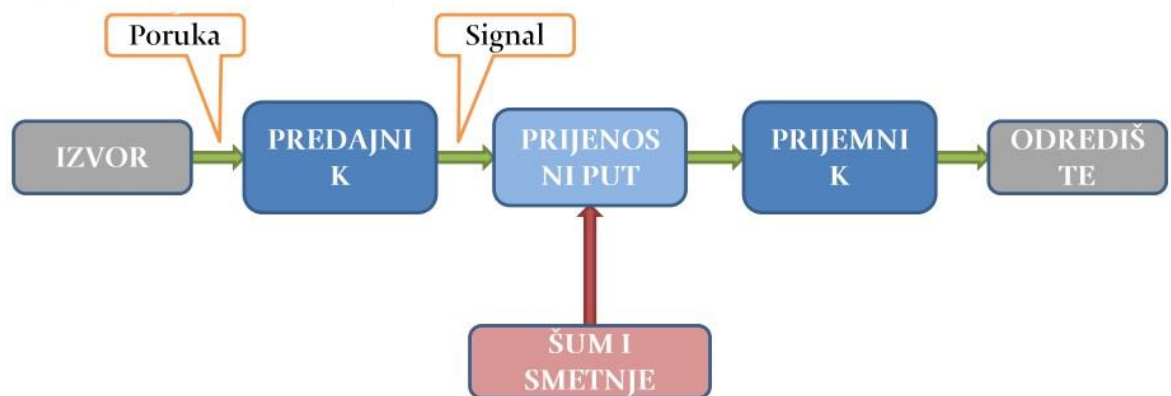 Poruka
Signal
IZVOR
PREDAJNI
K
PRIJENOS
NI PUT
PRIJEMNI
K
ODREDIŠ
TE
ŠUM I
SMETNJE